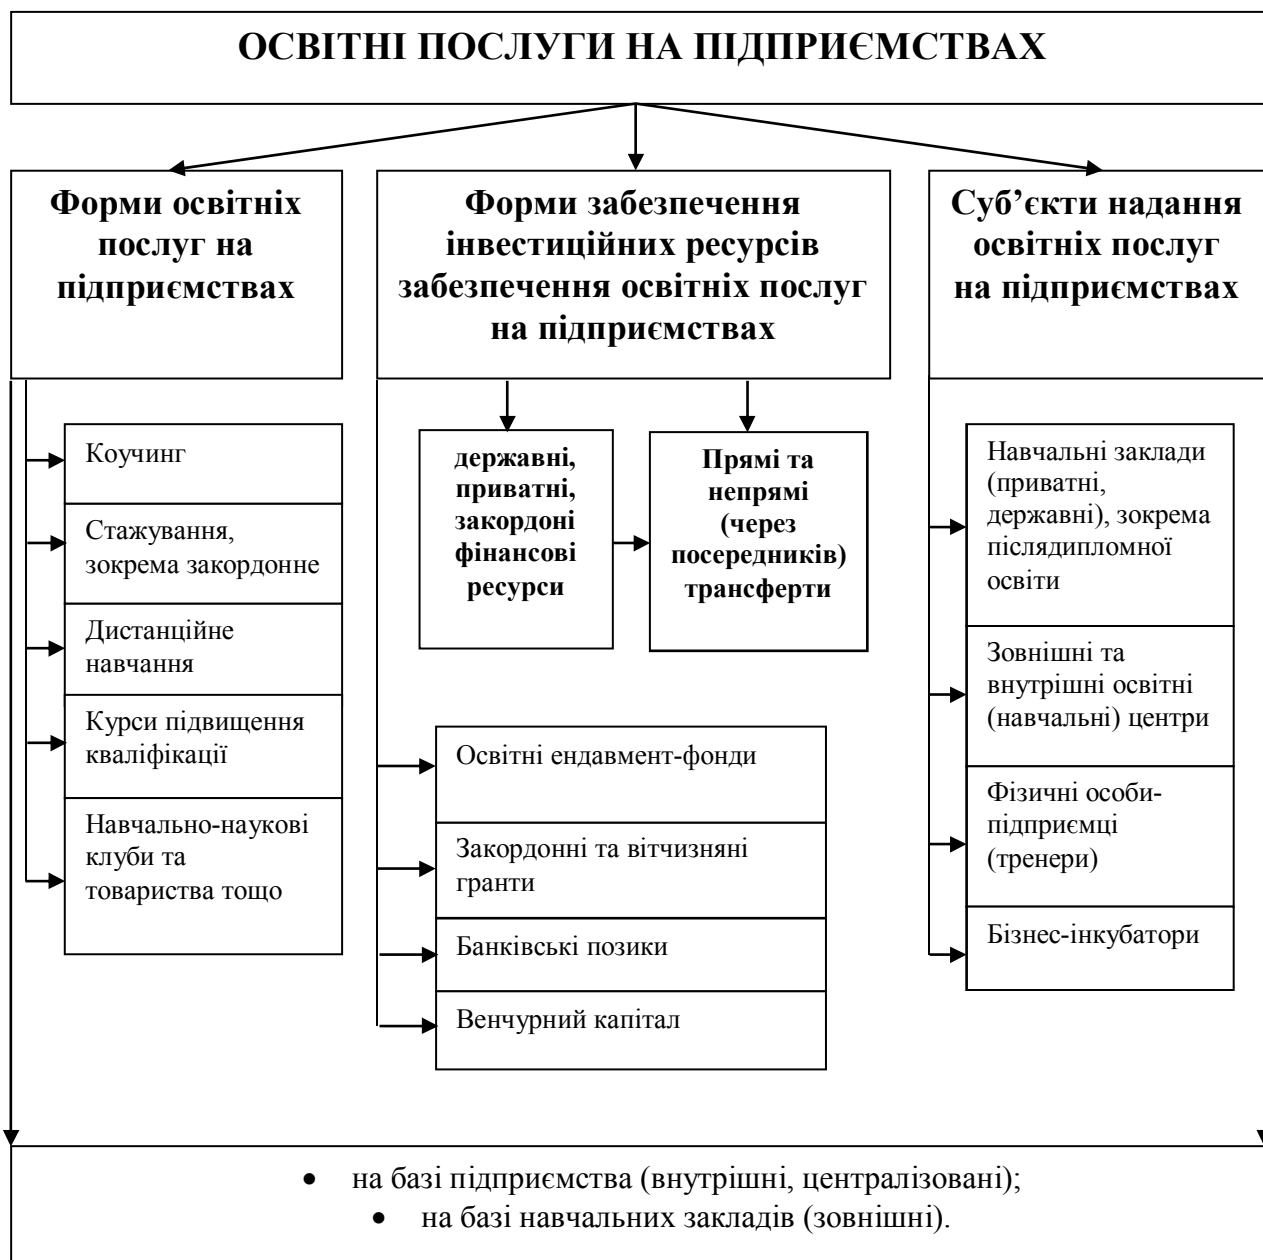 ОСВІТНІ ПОСЛУГИ НА ПІДПРИЄМСТВАХ
Форми освітніх
послуг на
підприємствах
Форми забезпечення
інвестиційних ресурсів
забезпечення освітніх послуг
на підприємствах
Суб’єкти надання
освітніх послуг
на підприємствах
Коучинг
Стажування,
зокрема закордонне
Дистанційне
навчання
Курси підвищення
кваліфікації
Навчально-наукові
клуби та
товариства тощо
державні,
приватні,
закордоні
фінансові
ресурси
Прямі та
непрямі
(через
посередників)
трансферти
Освітні ендавмент-фонди
Закордонні та вітчизняні
гранти
Банківські позики
Венчурний капітал
Навчальні заклади
(приватні,
державні), зокрема
післядипломної
освіти
Зовнішні та
внутрішні освітні
(навчальні) центри
Фізичні особи-
підприємці
(тренери)
Бізнес-інкубатори
• на базі підприємства (внутрішні, централізовані);
• на базі навчальних закладів (зовнішні).